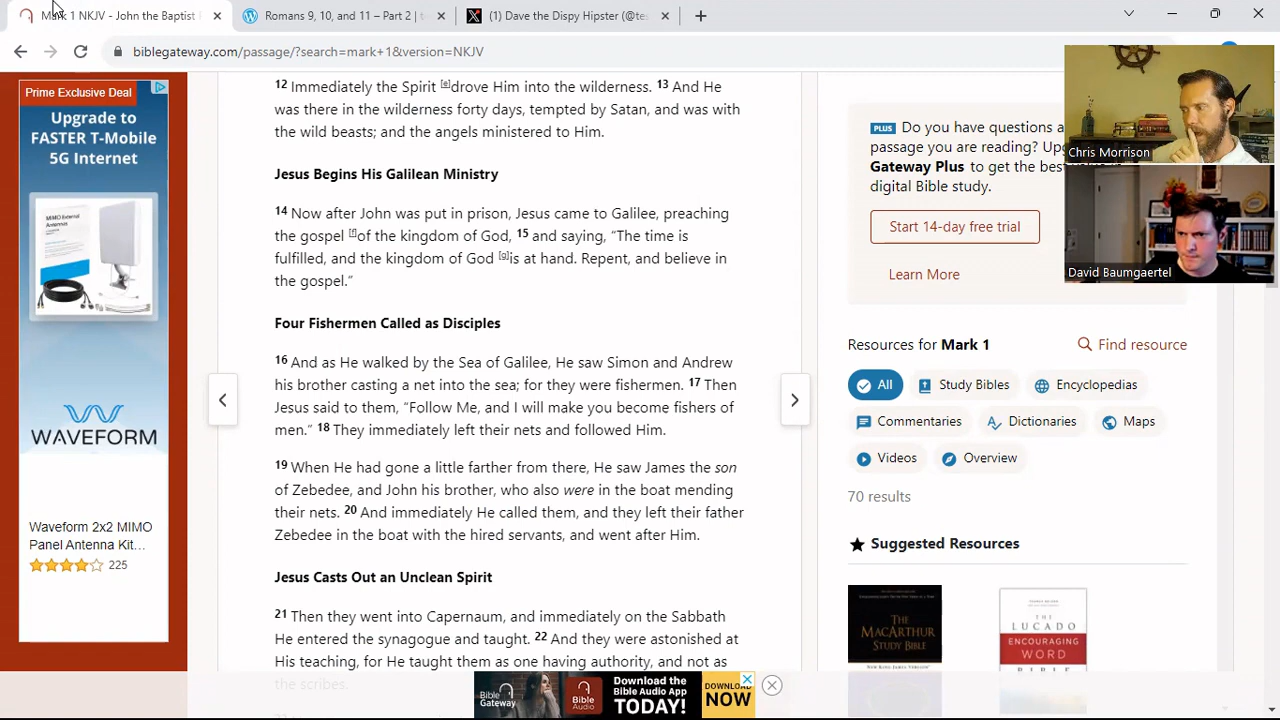 Mark 1 NKJV - John the Baptist
Romans 9, 10, and 11 – Part 2 |
(1) Dave the Dispy Hipster (@te
biblegateway.com/passage/?search=mark+1&version=NKJV
Prime Exclusive Deal
Upgrade to
FASTER T-Mobile
5G Internet
MIMO External
Antennas
WAVEFORM
Waveform 2x2 MIMO
Panel Antenna Kit...
225
12 Immediately the Spirit [e]drove Him into the wilderness. 13 And He
was there in the wilderness forty days, tempted by Satan, and was with
the wild beasts; and the angels ministered to Him.
Jesus Begins His Galilean Ministry
14 Now after John was put in prison, Jesus came to Galilee, preaching
the gospel [f]of the kingdom of God, 15 and saying, “The time is
fulfilled, and the kingdom of God [g]is at hand. Repent, and believe in
the gospel.”
Four Fishermen Called as Disciples
16 And as He walked by the Sea of Galilee, He saw Simon and Andrew
his brother casting a net into the sea; for they were fishermen. 17 Then
Jesus said to them, “Follow Me, and I will make you become fishers of
men.” 18 They immediately left their nets and followed Him.
19 When He had gone a little farther from there, He saw James the son
of Zebedee, and John his brother, who also were in the boat mending
their nets. 20 And immediately He called them, and they left their father
Zebedee in the boat with the hired servants, and went after Him.
Jesus Casts Out an Unclean Spirit
21 Then they went into Capernaum, and immediately on the Sabbath
He entered the synagogue and taught. 22 And they were astonished at
His teaching, for He taught them as one having authority, and not as
the scribes.
PLUS Do you have questions a
passage you are reading? Upg
Gateway Plus to get the best
digital Bible study.
Start 14-day free trial
Learn More
Chris Morrison
David Baumgaertel
Resources for Mark 1
Find resource
All
Study Bibles
Encyclopedias
Commentaries
Dictionaries
Maps
Videos
Overview
70 results
Suggested Resources
THE
MACARTHUR
STUDY BIBLE
THE
LUCADO
ENCOURAGING
WORD
BIBLE
Bible
Gateway
Bible
Audio
Download the
Bible Audio App
TODAY!
DOWNLOAD
NOW